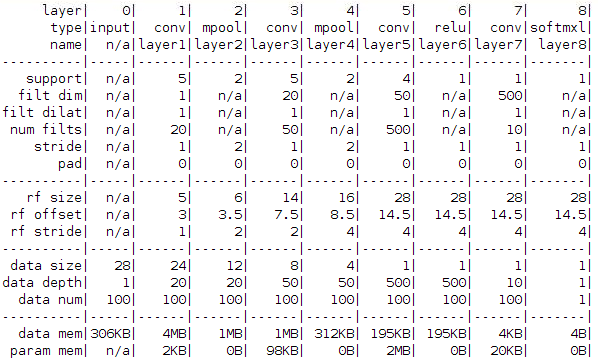 layer| 0| 1| 2| 3| 4| 5| 6| 7| 8|
type|input| conv| mpool| conv| mpool| conv| relu| conv|softmxl|
name| n/a|layer1|layer2|layer3|layer4|layer5|layer6|layer7| layer8|
----------|-----|------|------|------|------|------|------|------|-------|
support| n/a| 5| 2| 5| 2| 4| 1| 1| 1|
filt dim| n/a| 1| n/a| 20| n/a| 50| n/a| 500| n/a|
filt dilat| n/a| 1| n/a| 1| n/a| 1| n/a| 1| n/a|
num filts| n/a| 20| n/a| 50| n/a| 500| n/a| 10| n/a|
stride| n/a| 1| 2| 1| 2| 1| 1| 1| 1|
pad| n/a| 0| 0| 0| 0| 0| 0| 0| 0|
----------|-----|------|------|------|------|------|------|------|-------|
rf size| n/a| 5| 6| 14| 16| 28| 28| 28| 28|
rf offset| n/a| 3| 3.5| 7.5| 8.5| 14.5| 14.5| 14.5| 14.5|
rf stride| n/a| 1| 2| 2| 4| 4| 4| 4| 4|
----------|-----|------|------|------|------|------|------|------|-------|
data size| 28| 24| 12| 8| 4| 1| 1| 1| 1|
data depth| 1| 20| 20| 50| 50| 500| 500| 10| 1|
data num| 100| 100| 100| 100| 100| 100| 100| 100| 1|
----------|-----|------|------|------|------|------|------|------|-------|
data mem|306KB| 4MB| 1MB| 1MB| 312KB| 195KB| 195KB| 4KB| 4B|
param mem| n/a| 2KB| 0B| 98KB| 0B| 2MB| 0B| 20KB| 0B|